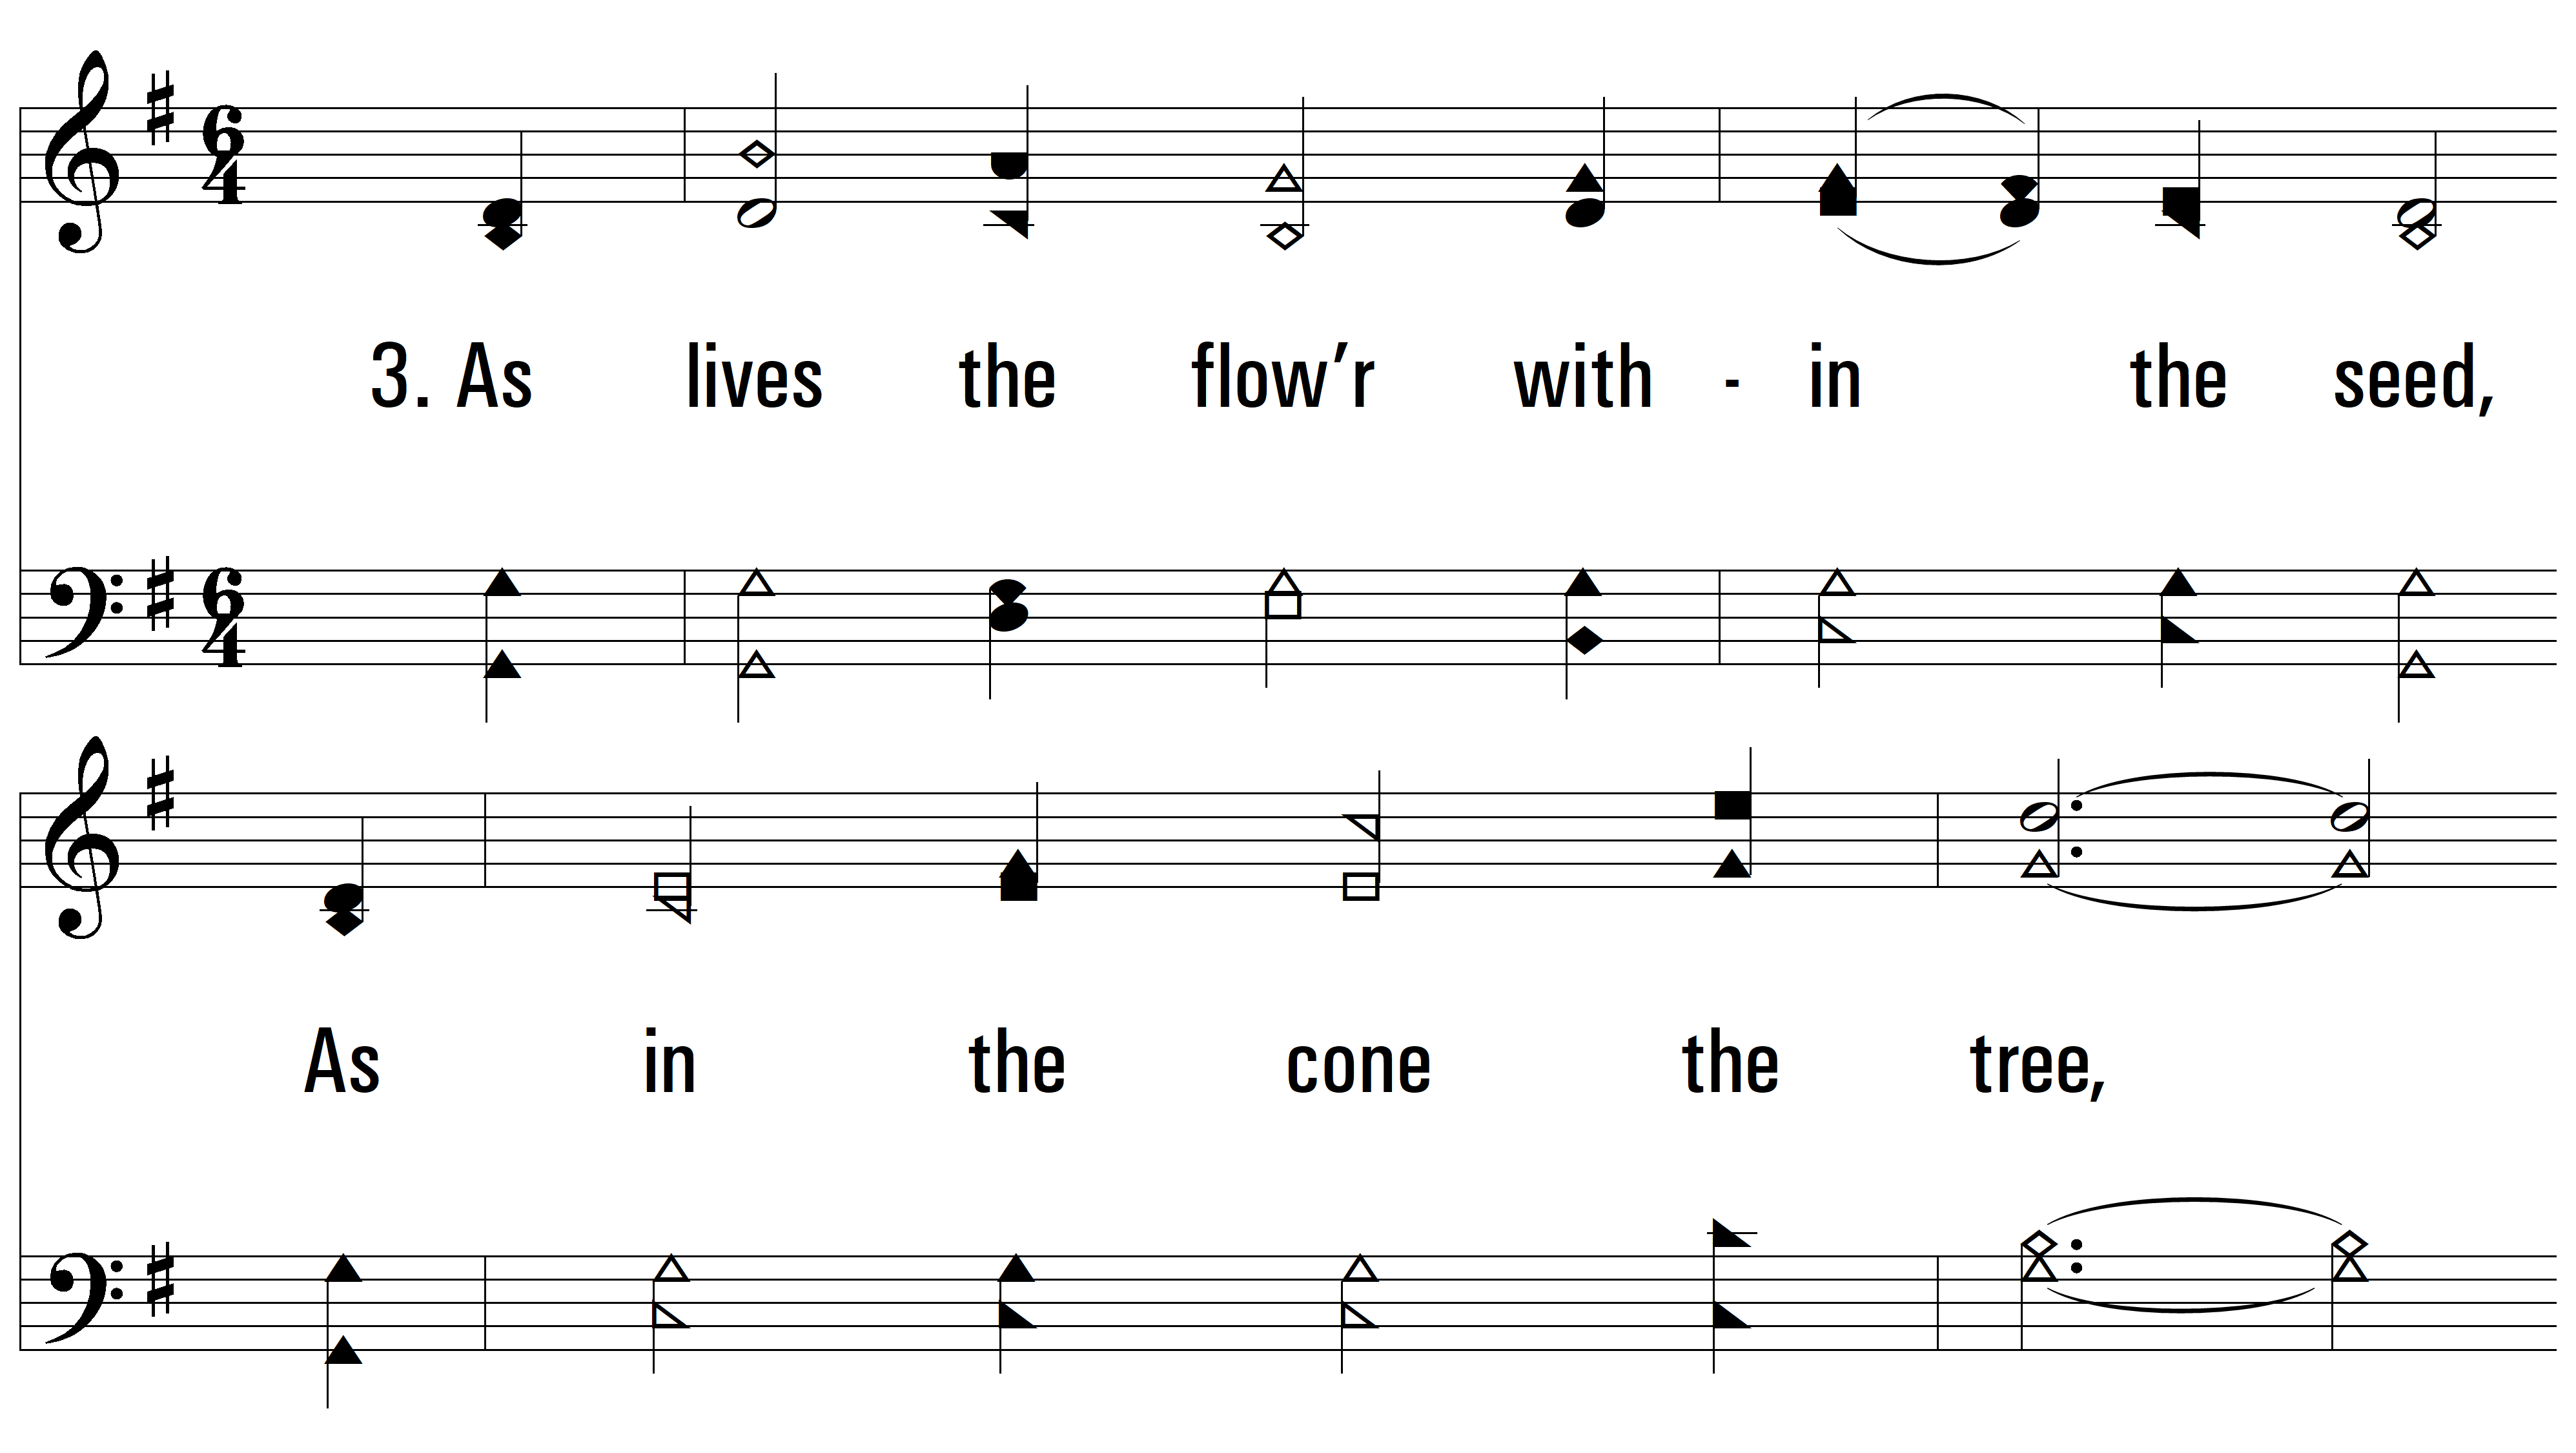 3. As lives the flow’r with - in the seed,
As in the cone the tree,